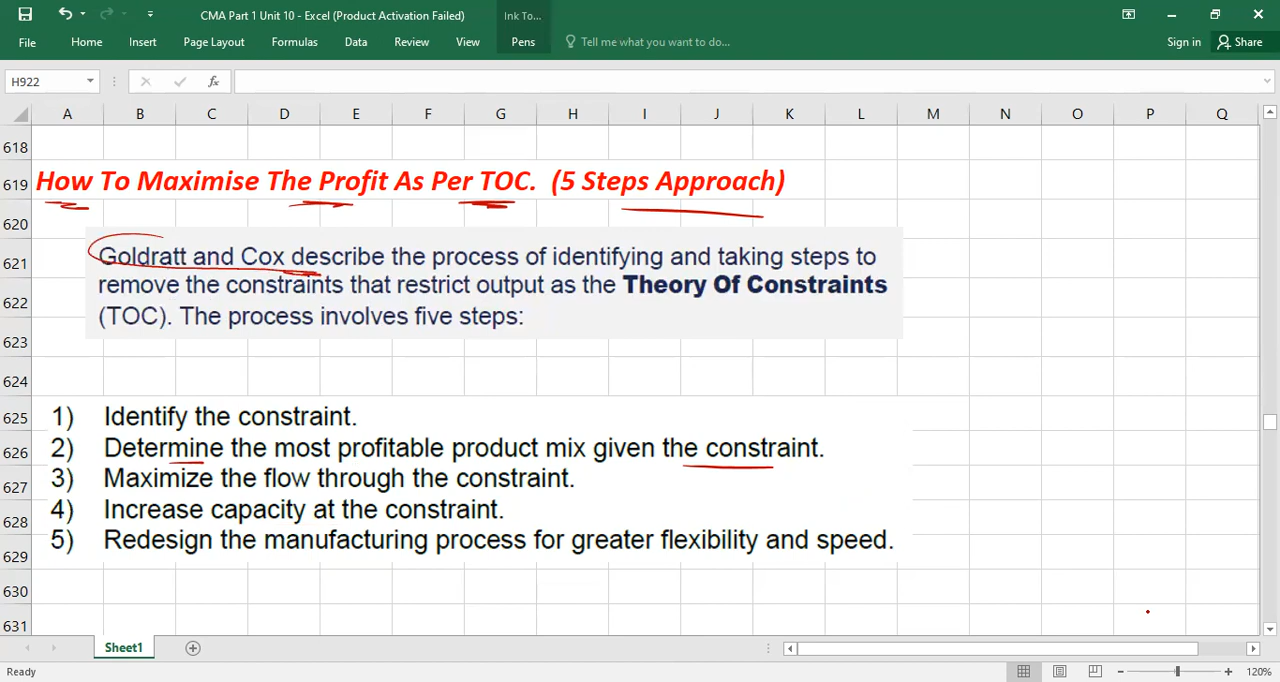 CMA Part 1 Unit 10 - Excel (Product Activation Failed)
Ink To...
File Home Insert Page Layout Formulas Data Review View Pens Tell me what you want to do... Sign in Share
H922 fx
A B C D E F G H I J K L M N O P Q
618
619 How To Maximise The Profit As Per TOC. (5 Steps Approach)
620
621 Goldratt and Cox describe the process of identifying and taking steps to
622 remove the constraints that restrict output as the Theory Of Constraints
623 (TOC). The process involves five steps:
624
625 1) Identify the constraint.
626 2) Determine the most profitable product mix given the constraint.
627 3) Maximize the flow through the constraint.
628 4) Increase capacity at the constraint.
629 5) Redesign the manufacturing process for greater flexibility and speed.
630
631
Sheet1
Ready 120%